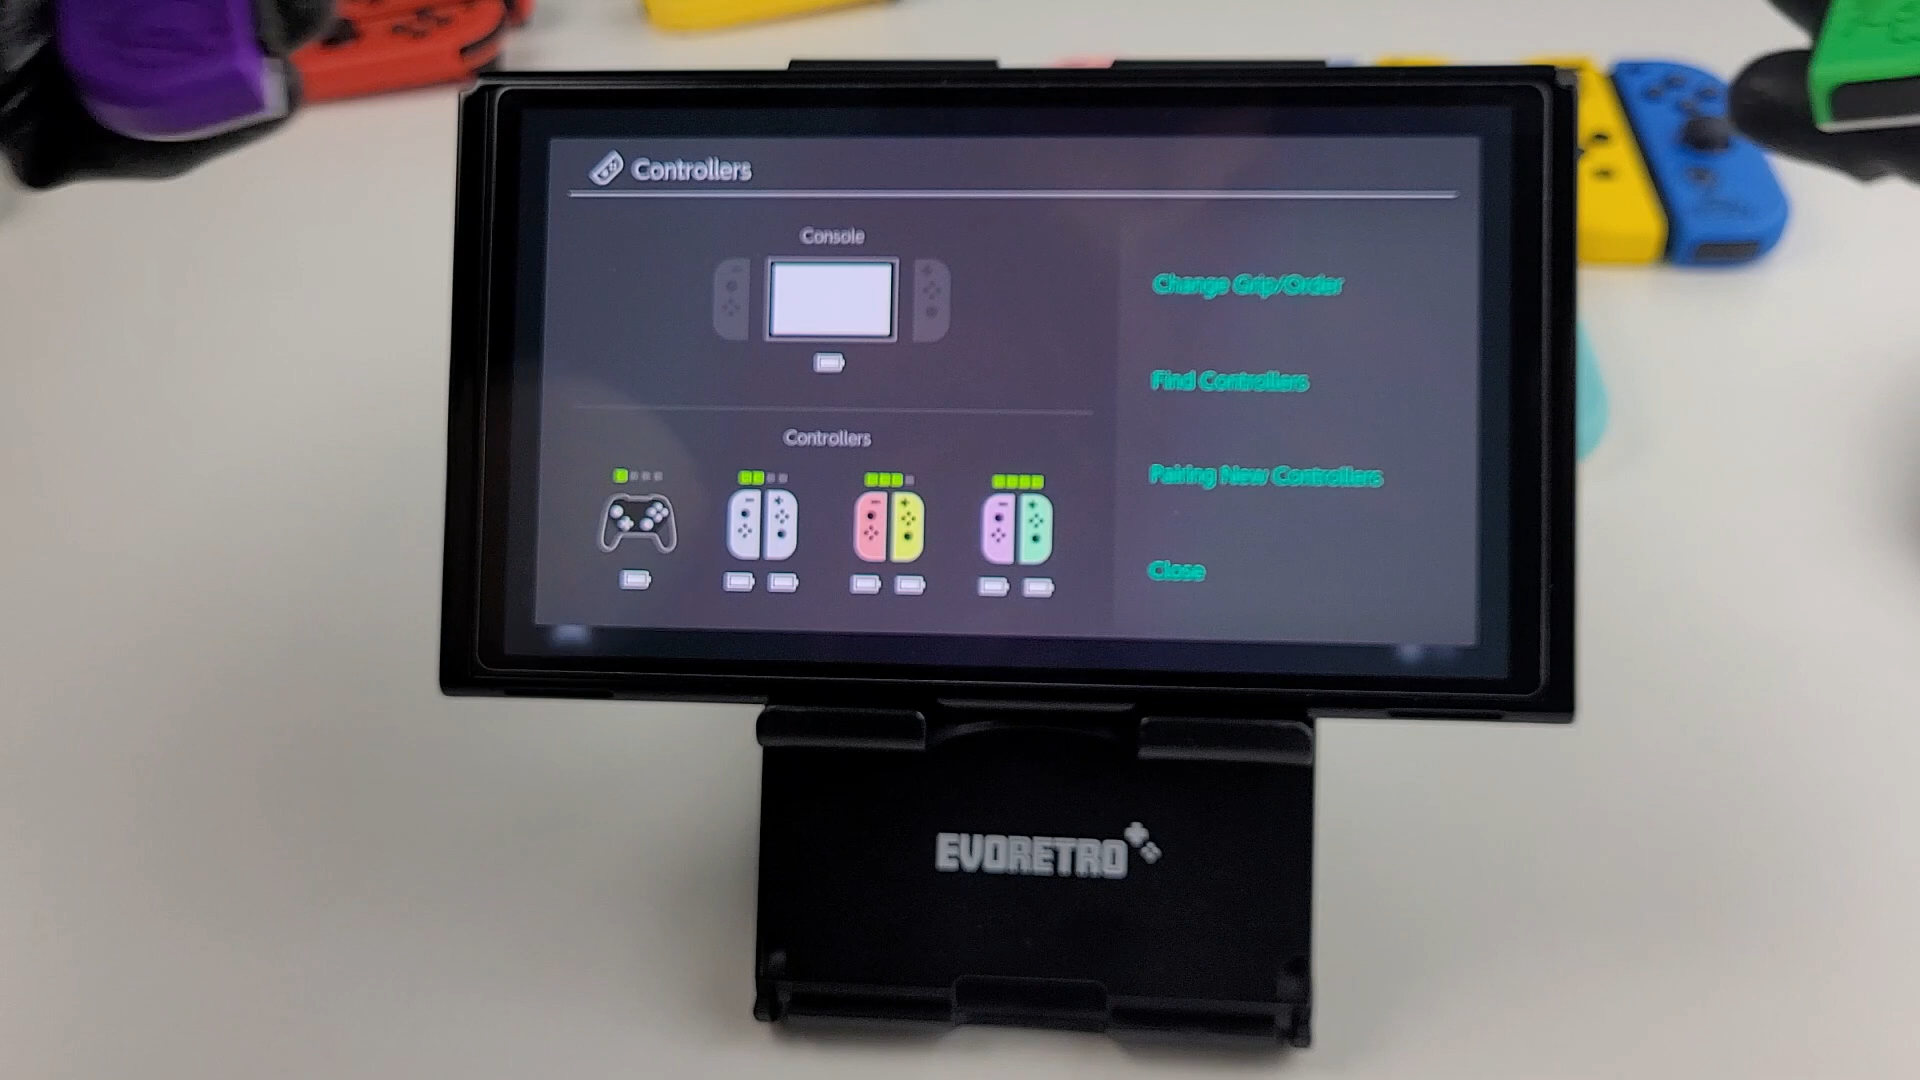 Controllers
Console
Controllers
Change Grip/Order
Find Controllers
Pairing New Controllers
Close
EVORETRO